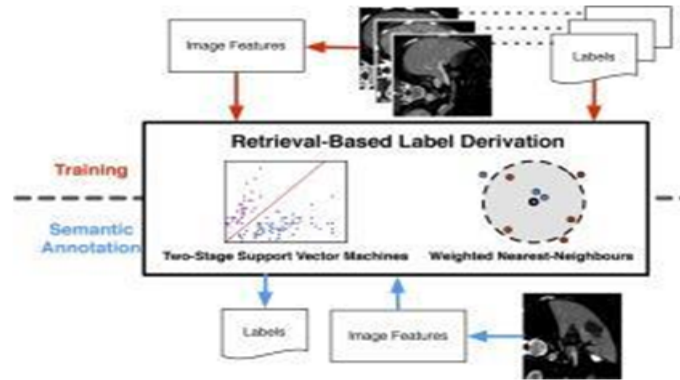 Image Features
Labels
Retrieval-Based Label Derivation
Training
Semantic
Annotation
Two-Stage Support Vector Machines
Weighted Nearest-Neighbours
Labels
Image Features